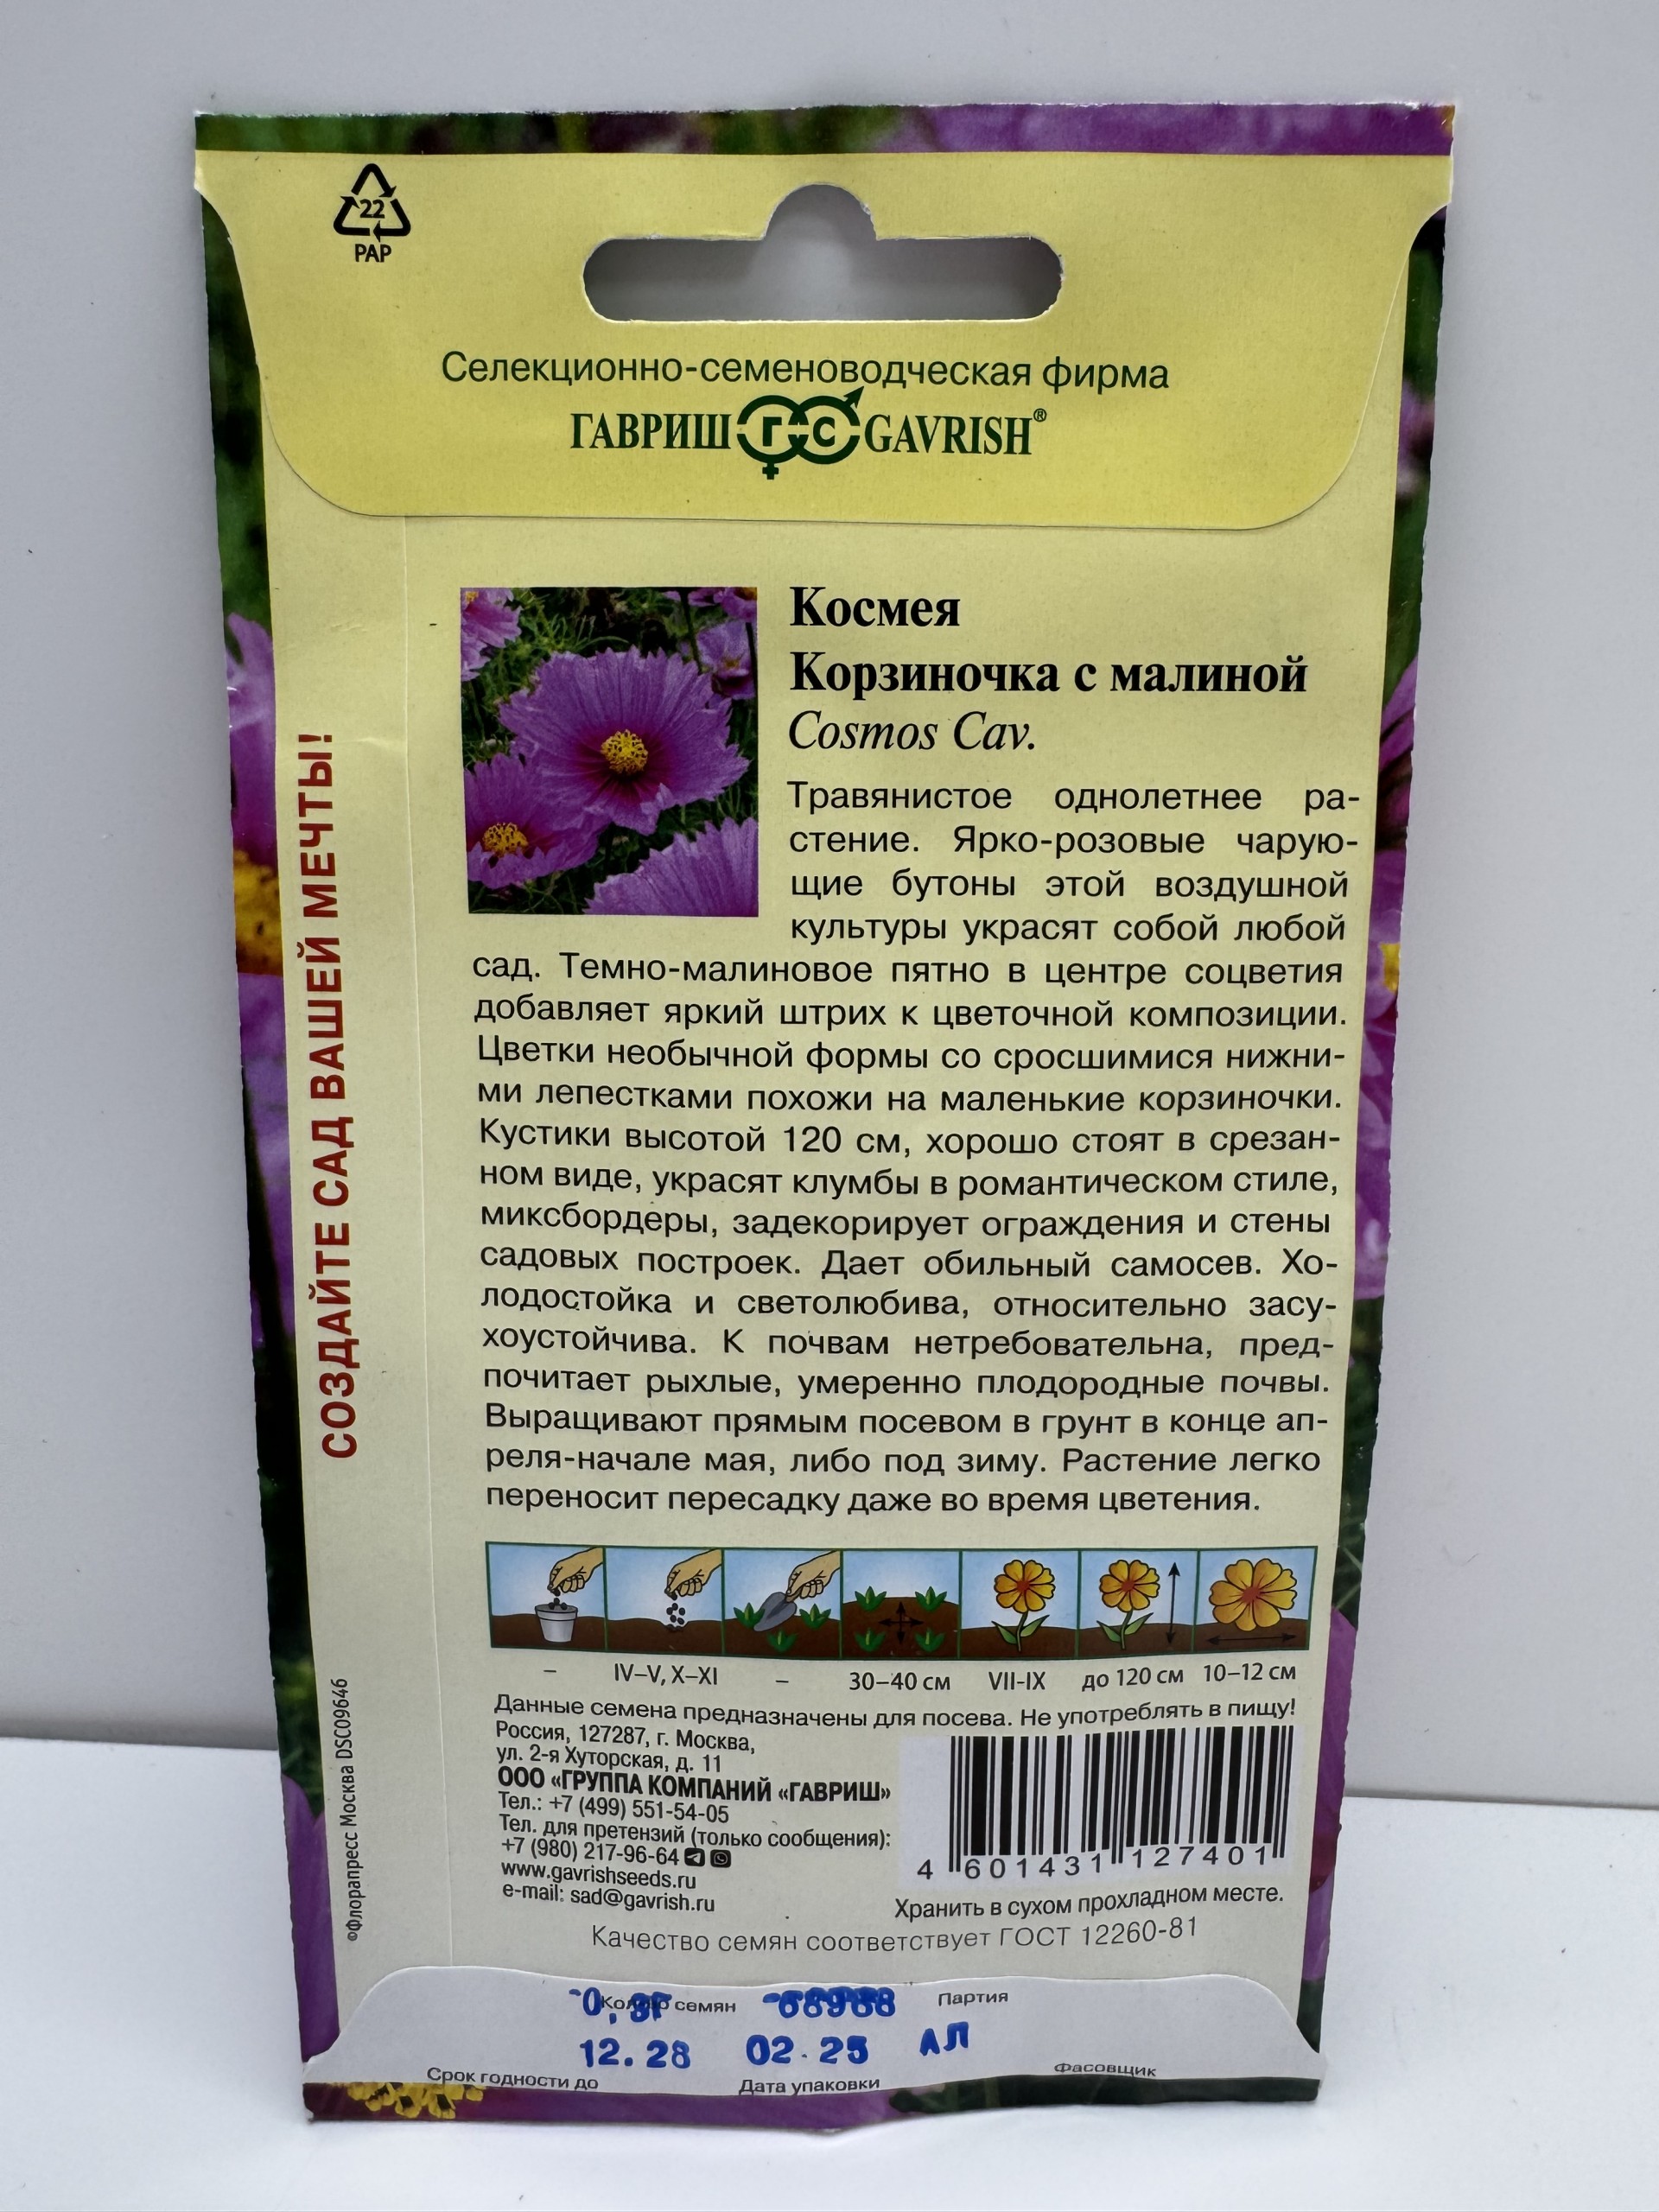 22
PAP
Селекционно-семеноводческая фирма
ГАВРИШ ГС GAVRISH®
СОЗДАЙТЕ САД ВАШЕЙ МЕЧТЫ!
©Флорапресс Москва DSC09646
Космея
Корзиночка с малиной
Cosmos Cav.
Травянистое однолетнее ра-
стение. Ярко-розовые чарую-
щие бутоны этой воздушной
культуры украсят собой любой
сад. Темно-малиновое пятно в центре соцветия
добавляет яркий штрих к цветочной композиции.
Цветки необычной формы со сросшимися нижни-
ми лепестками похожи на маленькие корзиночки.
Кустики высотой 120 см, хорошо стоят в срезан-
ном виде, украсят клумбы в романтическом стиле,
миксбордеры, задекорирует ограждения и стены
садовых построек. Дает обильный самосев. Хо-
лодостойка и светолюбива, относительно засу-
хоустойчива. К почвам нетребовательна, пред-
почитает рыхлые, умеренно плодородные почвы.
Выращивают прямым посевом в грунт в конце ап-
реля-начале мая, либо под зиму. Растение легко
переносит пересадку даже во время цветения.
– IV–V, X–XI – 30–40 см VII-IX до 120 см 10–12 см
Данные семена предназначены для посева. Не употреблять в пищу!
Россия, 127287, г. Москва,
ул. 2-я Хуторская, д. 11
ООО «ГРУППА КОМПАНИЙ «ГАВРИШ»
Тел.: +7 (499) 551-54-05
Тел. для претензий (только сообщения):
+7 (980) 217-96-64
www.gavrishseeds.ru
e-mail: sad@gavrish.ru
4 601431 127401
Хранить в сухом прохладном месте.
Качество семян соответствует ГОСТ 12260-81
Кол-во семян Партия
12.28 02.25 АЛ
Срок годности до Дата упаковки Фасовщик